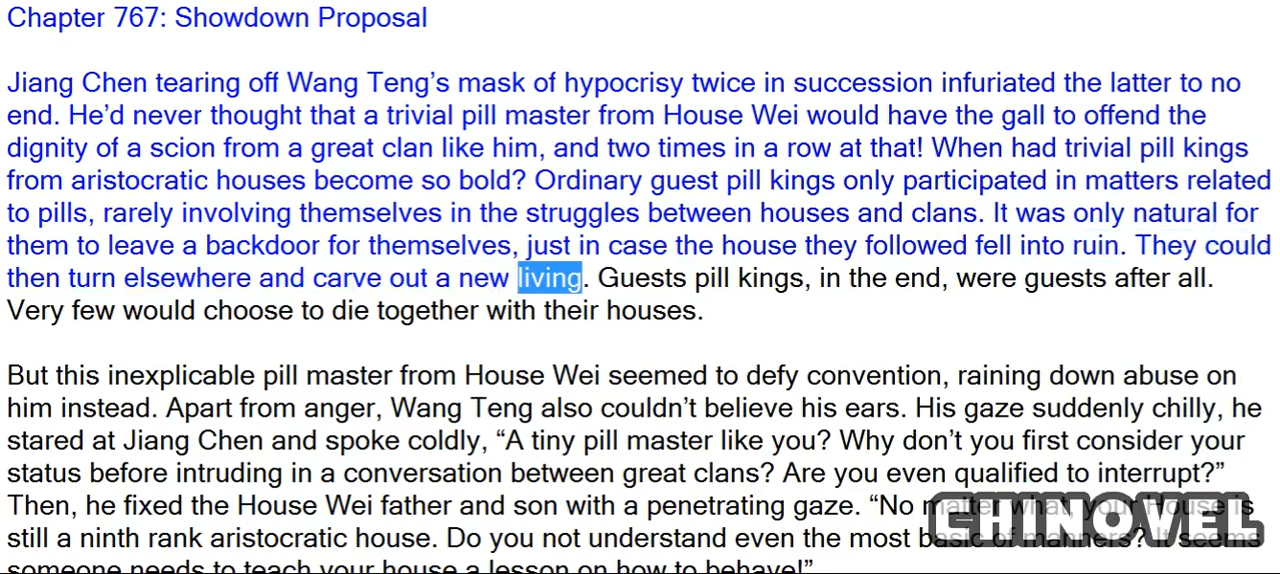 Chapter 767: Showdown Proposal
Jiang Chen tearing off Wang Teng’s mask of hypocrisy twice in succession infuriated the latter to no
end. He’d never thought that a trivial pill master from House Wei would have the gall to offend the
dignity of a scion from a great clan like him, and two times in a row at that! When had trivial pill kings
from aristocratic houses become so bold? Ordinary guest pill kings only participated in matters related
to pills, rarely involving themselves in the struggles between houses and clans. It was only natural for
them to leave a backdoor for themselves, just in case the house they followed fell into ruin. They could
then turn elsewhere and carve out a new living. Guests pill kings, in the end, were guests after all.
Very few would choose to die together with their houses.
But this inexplicable pill master from House Wei seemed to defy convention, raining down abuse on
him instead. Apart from anger, Wang Teng also couldn’t believe his ears. His gaze suddenly chilly, he
stared at Jiang Chen and spoke coldly, “A tiny pill master like you? Why don’t you first consider your
status before intruding in a conversation between great clans? Are you even qualified to interrupt?”
Then, he fixed the House Wei father and son with a penetrating gaze. “No matter what, your House is
still a ninth rank aristocratic house. Do you not understand even the most basic of manners? It seems
someone needs to teach your house a lesson on how to behave!”
CHINOVEL